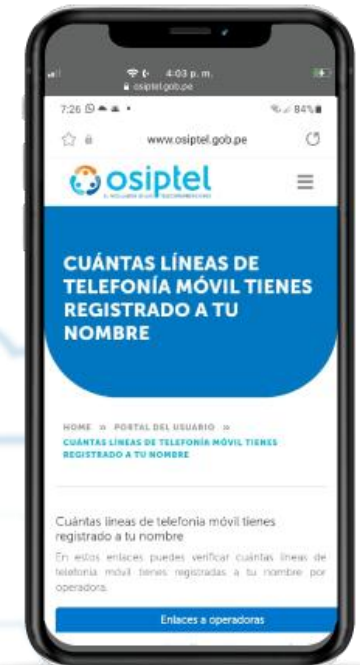 4:03 p. m.
osiptel.gob.pe
7:26
84%
www.osiptel.gob.pe
osiptel
CUÁNTAS LÍNEAS DE
TELEFONÍA MÓVIL TIENES
REGISTRADO A TU
NOMBRE
HOME » PORTAL DEL USUARIO »
CUÁNTAS LÍNEAS DE TELEFONÍA MÓVIL TIENES
REGISTRADO A TU NOMBRE
Cuántas líneas de telefonía móvil tienes
registrado a tu nombre
En estos enlaces puedes verificar cuántas líneas de
telefonía móvil tienes registradas a tu nombre por
operadora.
Enlaces a operadoras